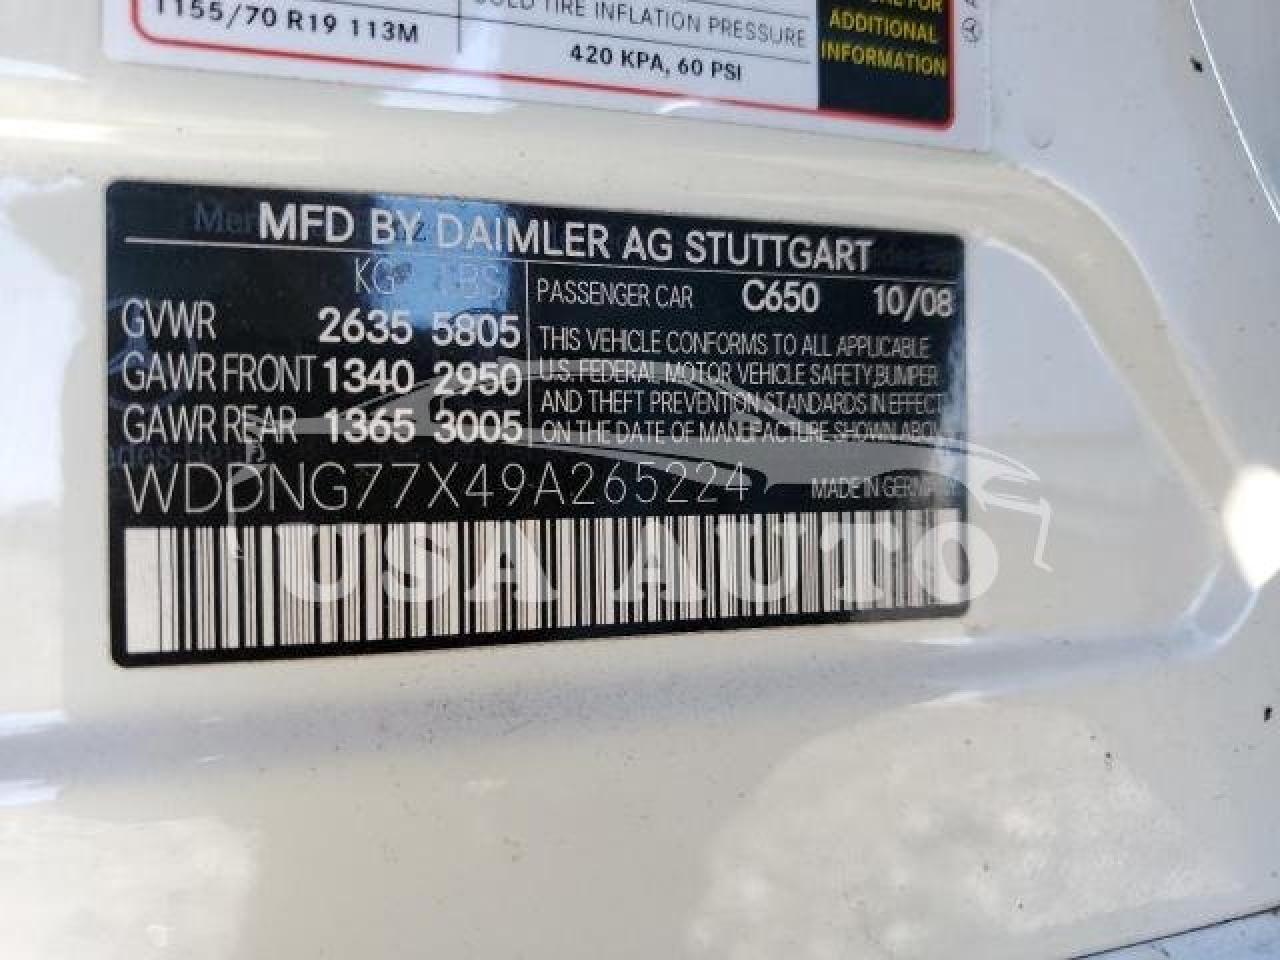 T155/70 R19 113M
COLD TIRE INFLATION PRESSURE
420 KPA, 60 PSI
FOR
ADDITIONAL
INFORMATION
MFD BY DAIMLER AG STUTTGART
KG LBS
PASSENGER CAR C650 10/08
GVWR 2635 5805
GAWR FRONT 1340 2950
GAWR REAR 1365 3005
THIS VEHICLE CONFORMS TO ALL APPLICABLE
U.S. FEDERAL MOTOR VEHICLE SAFETY, BUMPER
AND THEFT PREVENTION STANDARDS IN EFFECT
ON THE DATE OF MANUFACTURE SHOWN ABOVE
WDDNG77X49A265224 MADE IN GERMANY
USA AUTO